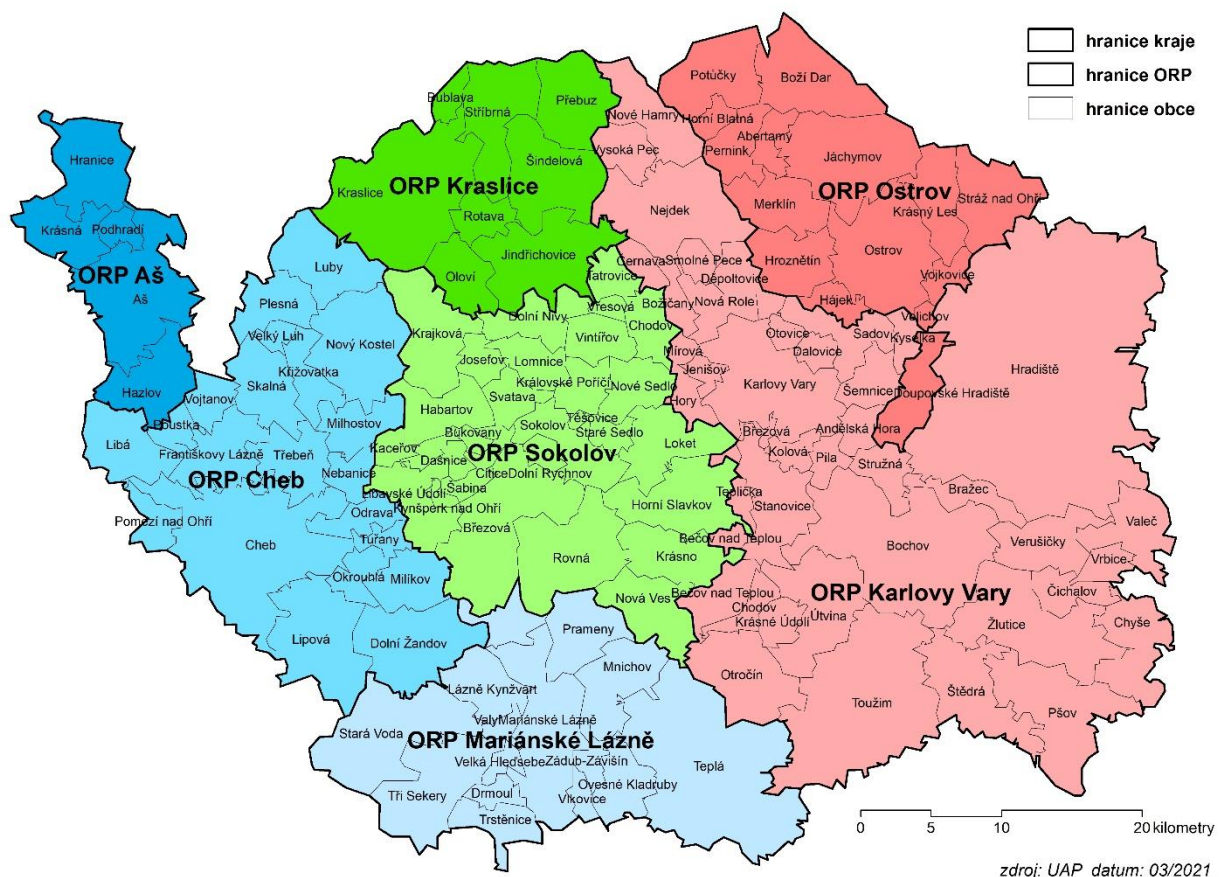 hranice kraje
hranice ORP
hranice obce
Potůčky
Boží Dar
Přebuz
Bublava
Stříbrná
Nové Hamry
Horní Blatná
Abertamy
Vysoká Pec
Pernink
Hranice
Šindelová
Jáchymov
Kraslice
ORP Kraslice
ORP Ostrov
Stráž nad Ohří
Merklín
Nejdek
Krásný Les
Rotava
Krásná
Podhradí
Jindřichovice
Ostrov
Luby
Černava
Smolné Pece
Hroznětín
ORP Aš
Oloví
Tatrovice
Děpoltovice
Vojkovice
Aš
Plesná
Vřesová
Božičany
Nová Role
Hájek
Dolní Nivy
Velichov
Krajková
Chodov
Velký Luh
Nový Kostel
Vintířov
Otovice
Sadov
Kyselka
Josefov
Lomnice
Mírová
Dalovice
Křižovatka
Jenišov
Hradiště
Skalná
Královské Poříčí
Nové Sedlo
Karlovy Vary
Hazlov
Svatava
Šemnice
Doupovské Hradiště
Vojtanov
Habartov
Hory
Poustka
Milhostov
Sokolov
Těšovice
Andělská Hora
Bukovany
Staré Sedlo
Březová
Libá
Loket
Kaceřov
ORP Sokolov
Kolová
Františkovy Lázně
Třebeň
Pila
Dasnice
Stružná
ORP Cheb
Nebanice
Cítice
Dolní Rychnov
Šabina
Teplička
Bražec
Libavské Údolí
Kynšperk nad Ohří
Horní Slavkov
Stanovice
Odrava
Pomezí nad Ohří
Březová
Valeč
Tuřany
Bečov nad Teplou
Verušičky
Cheb
Bochov
Rovná
Krásno
Vrbice
Okrouhlá
Milíkov
Čichalov
Bečov nad Teplou
ORP Karlovy Vary
Nová Ves
Chodov
Krásné Údolí
Útvina
Žlutice
Chyše
Lipová
Dolní Žandov
Prameny
Mnichov
Otročín
Lázně Kynžvart
Štědrá
Toužim
Pšov
Valy
Mariánské Lázně
Stará Voda
ORP Mariánské Lázně
Velká Hleďsebe
Zádub-Závišín
Teplá
Ovesné Kladruby
Tři Sekery
Drmoul
Vlkovice
Trstěnice
0 5 10 20 kilometry
zdroj: UAP datum: 03/2021